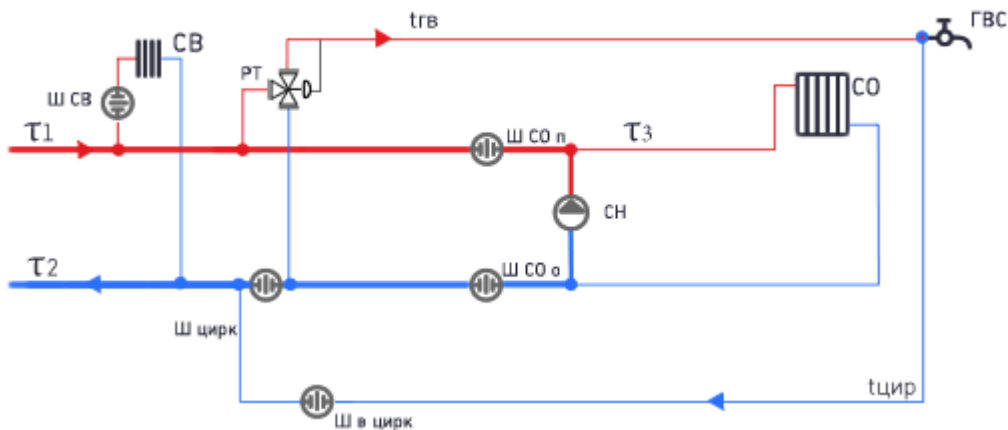 tгв
ГВС
СВ
РТ
Ш СВ
СО
τ1
Ш СО п
τ3
СН
τ2
Ш СО о
Ш цирк
tцир
Ш в цирк